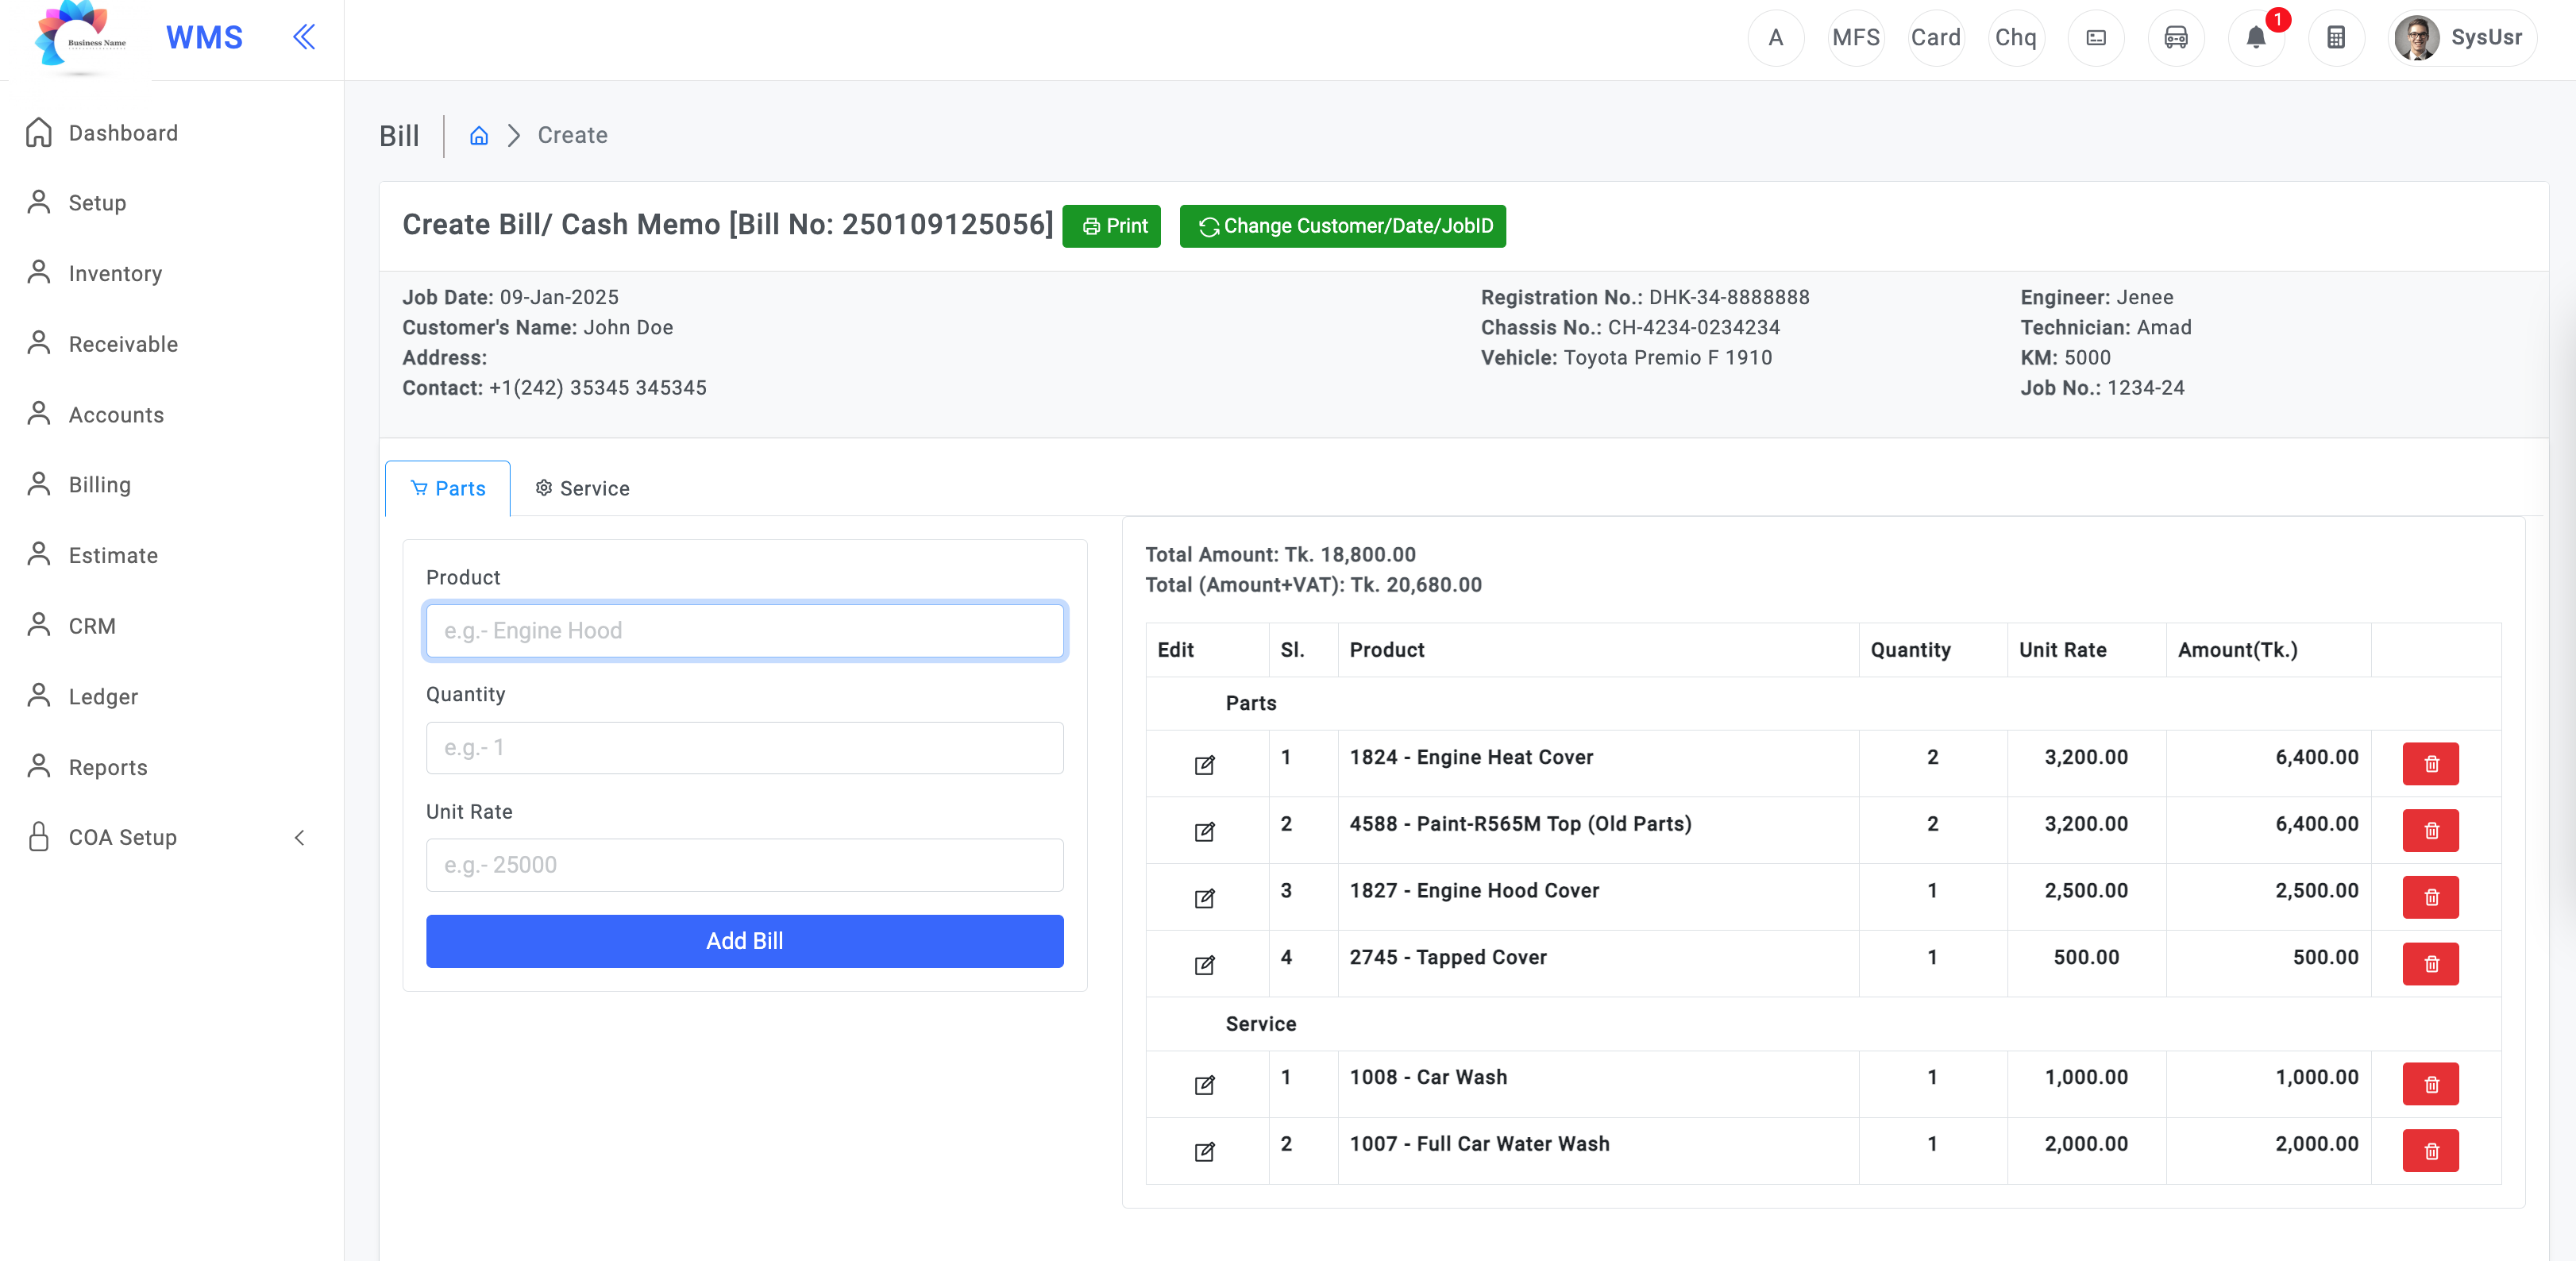 Business Name
WMS
A
MFS
Card
Chq
1
SysUsr
Dashboard
Setup
Inventory
Receivable
Accounts
Billing
Estimate
CRM
Ledger
Reports
COA Setup
Bill
Create
Create Bill/ Cash Memo [Bill No: 250109125056]
Print
Change Customer/Date/JobID
Job Date: 09-Jan-2025
Customer's Name: John Doe
Address:
Contact: +1(242) 35345 345345
Registration No.: DHK-34-8888888
Chassis No.: CH-4234-0234234
Vehicle: Toyota Premio F 1910
Engineer: Jenee
Technician: Amad
KM: 5000
Job No.: 1234-24
Parts
Service
Product
e.g.- Engine Hood
Quantity
e.g.- 1
Unit Rate
e.g.- 25000
Add Bill
Total Amount: Tk. 18,800.00
Total (Amount+VAT): Tk. 20,680.00
Edit Sl. Product Quantity Unit Rate Amount(Tk.)
Parts
1 1824 - Engine Heat Cover 2 3,200.00 6,400.00
2 4588 - Paint-R565M Top (Old Parts) 2 3,200.00 6,400.00
3 1827 - Engine Hood Cover 1 2,500.00 2,500.00
4 2745 - Tapped Cover 1 500.00 500.00
Service
1 1008 - Car Wash 1 1,000.00 1,000.00
2 1007 - Full Car Water Wash 1 2,000.00 2,000.00